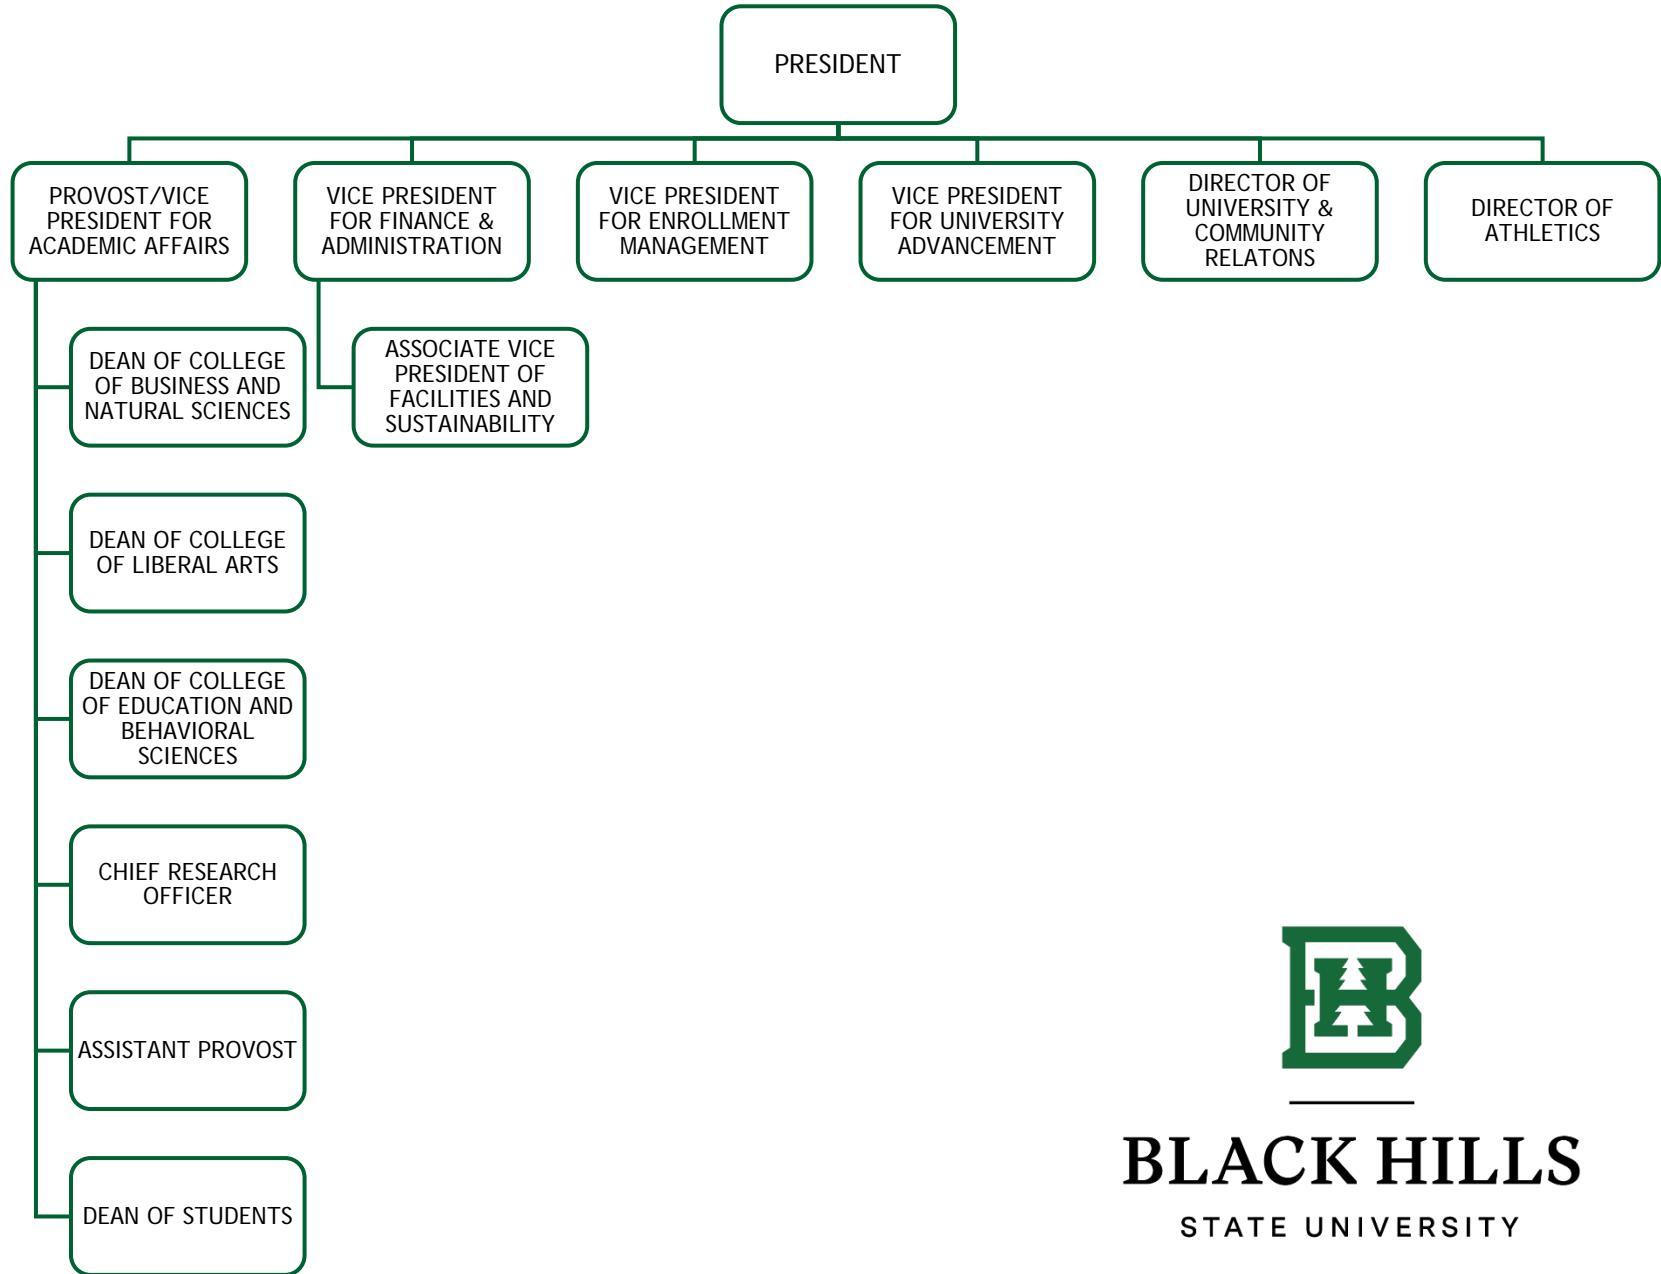 PRESIDENT
PROVOST/VICE
PRESIDENT FOR
ACADEMIC AFFAIRS
VICE PRESIDENT
FOR FINANCE &
ADMINISTRATION
VICE PRESIDENT
FOR ENROLLMENT
MANAGEMENT
VICE PRESIDENT
FOR UNIVERSITY
ADVANCEMENT
DIRECTOR OF
UNIVERSITY &
COMMUNITY
RELATONS
DIRECTOR OF
ATHLETICS
DEAN OF COLLEGE
OF BUSINESS AND
NATURAL SCIENCES
ASSOCIATE VICE
PRESIDENT OF
FACILITIES AND
SUSTAINABILITY
DEAN OF COLLEGE
OF LIBERAL ARTS
DEAN OF COLLEGE
OF EDUCATION AND
BEHAVIORAL
SCIENCES
CHIEF RESEARCH
OFFICER
ASSISTANT PROVOST
DEAN OF STUDENTS
BH
BLACK HILLS
STATE UNIVERSITY